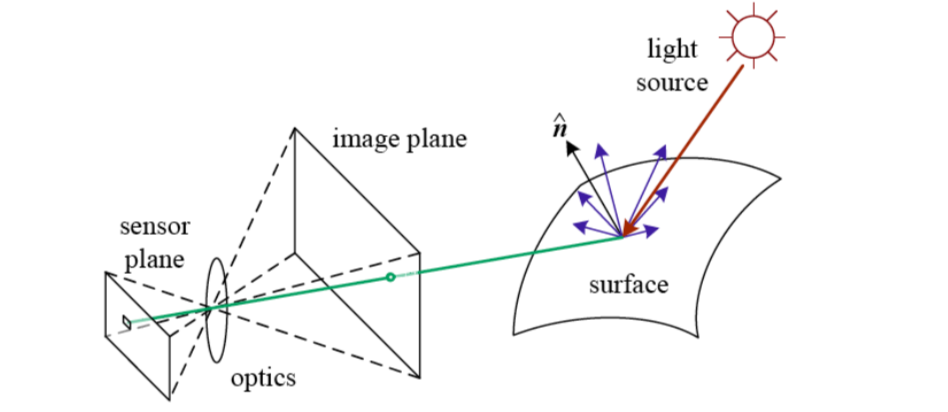 light
source
n̂
image plane
sensor
plane
surface
optics